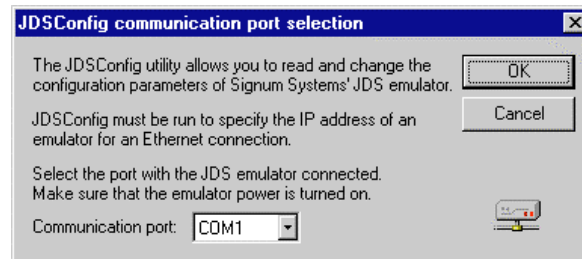 JDSConfig communication port selection
The JDSConfig utility allows you to read and change the
configuration parameters of Signum Systems' JDS emulator.
OK
JDSConfig must be run to specify the IP address of an
emulator for an Ethernet connection.
Cancel
Select the port with the JDS emulator connected.
Make sure that the emulator power is turned on.
Communication port: COM1